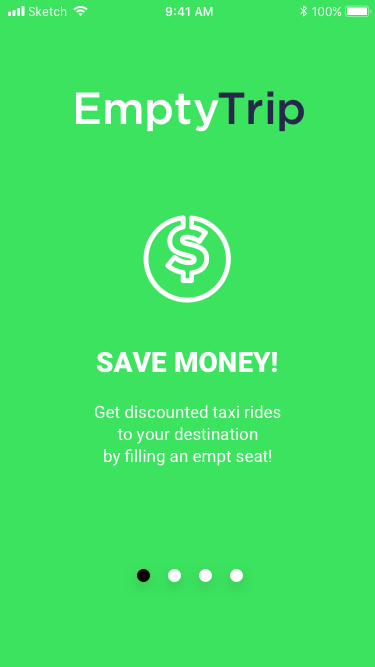 Sketch 9:41 AM 100%
EmptyTrip
$
SAVE MONEY!
Get discounted taxi rides
to your destination
by filling an empt seat!